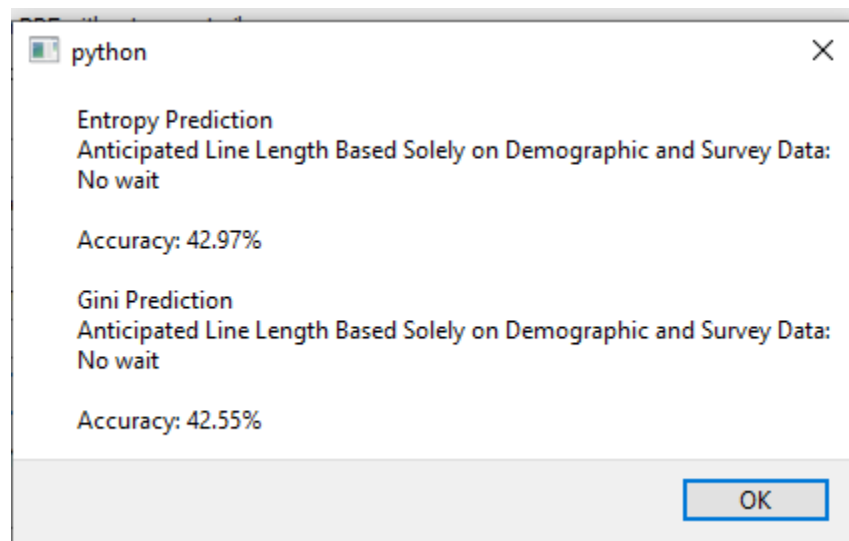 python
Entropy Prediction
Anticipated Line Length Based Solely on Demographic and Survey Data:
No wait
Accuracy: 42.97%
Gini Prediction
Anticipated Line Length Based Solely on Demographic and Survey Data:
No wait
Accuracy: 42.55%
OK